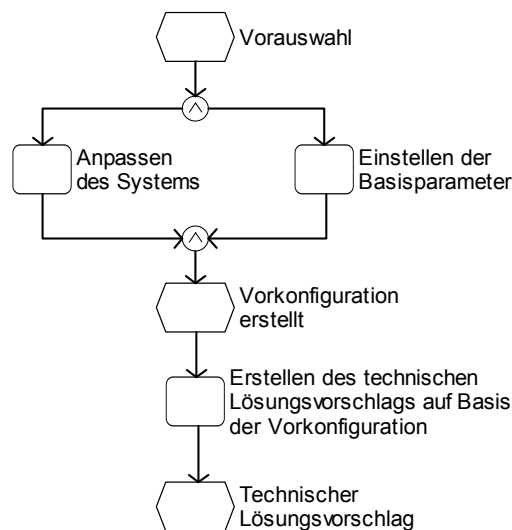 Vorauswahl
∧
Anpassen
des Systems
Einstellen der
Basisparameter
∧
Vorkonfiguration
erstellt
Erstellen des technischen
Lösungsvorschlags auf Basis
der Vorkonfiguration
Technischer
Lösungsvorschlag